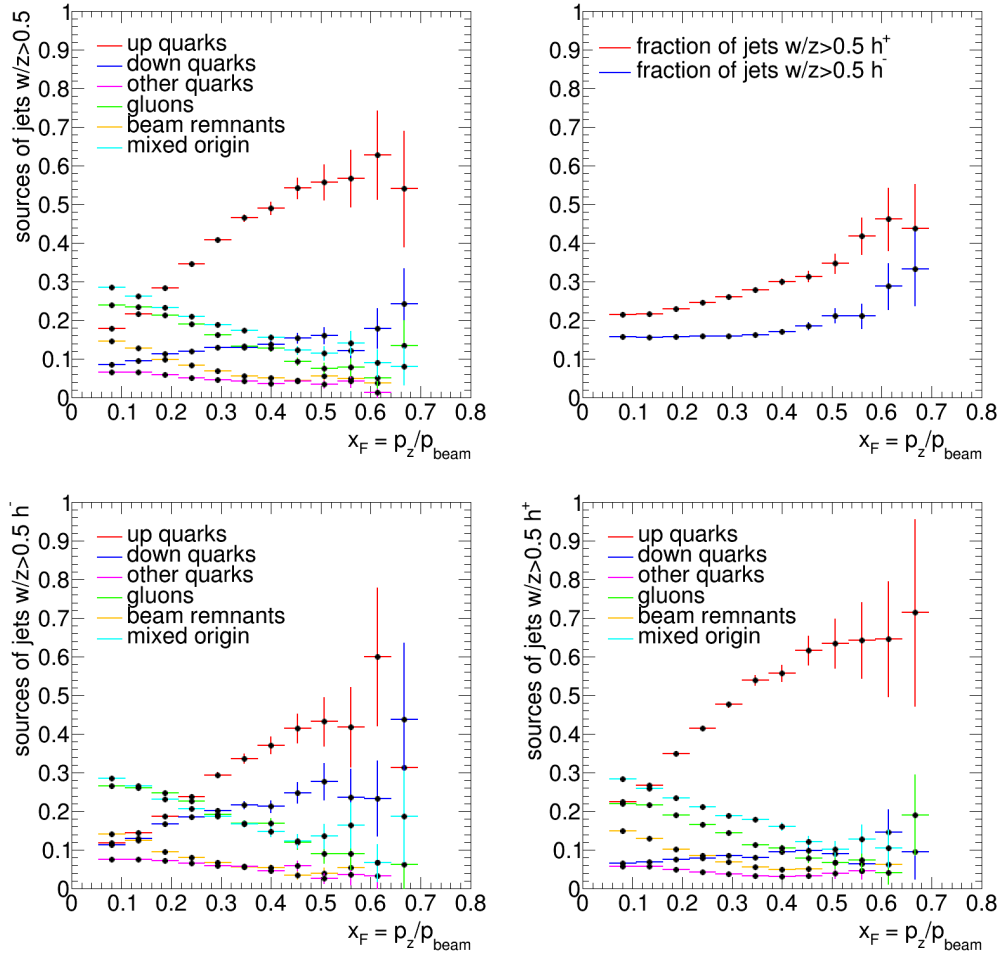 sources of jets w/z>0.5
1
0.9
0.8
0.7
0.6
0.5
0.4
0.3
0.2
0.1
0
up quarks
down quarks
other quarks
gluons
beam remnants
mixed origin
0 0.1 0.2 0.3 0.4 0.5 0.6 0.7 0.8
x_F = p_z/p_beam
1
0.9
0.8
0.7
0.6
0.5
0.4
0.3
0.2
0.1
0
fraction of jets w/z>0.5 h⁺
fraction of jets w/z>0.5 h⁻
0 0.1 0.2 0.3 0.4 0.5 0.6 0.7 0.8
x_F = p_z/p_beam
sources of jets w/z>0.5 h⁻
1
0.9
0.8
0.7
0.6
0.5
0.4
0.3
0.2
0.1
0
up quarks
down quarks
other quarks
gluons
beam remnants
mixed origin
0 0.1 0.2 0.3 0.4 0.5 0.6 0.7 0.8
x_F = p_z/p_beam
sources of jets w/z>0.5 h⁺
1
0.9
0.8
0.7
0.6
0.5
0.4
0.3
0.2
0.1
0
up quarks
down quarks
other quarks
gluons
beam remnants
mixed origin
0 0.1 0.2 0.3 0.4 0.5 0.6 0.7 0.8
x_F = p_z/p_beam